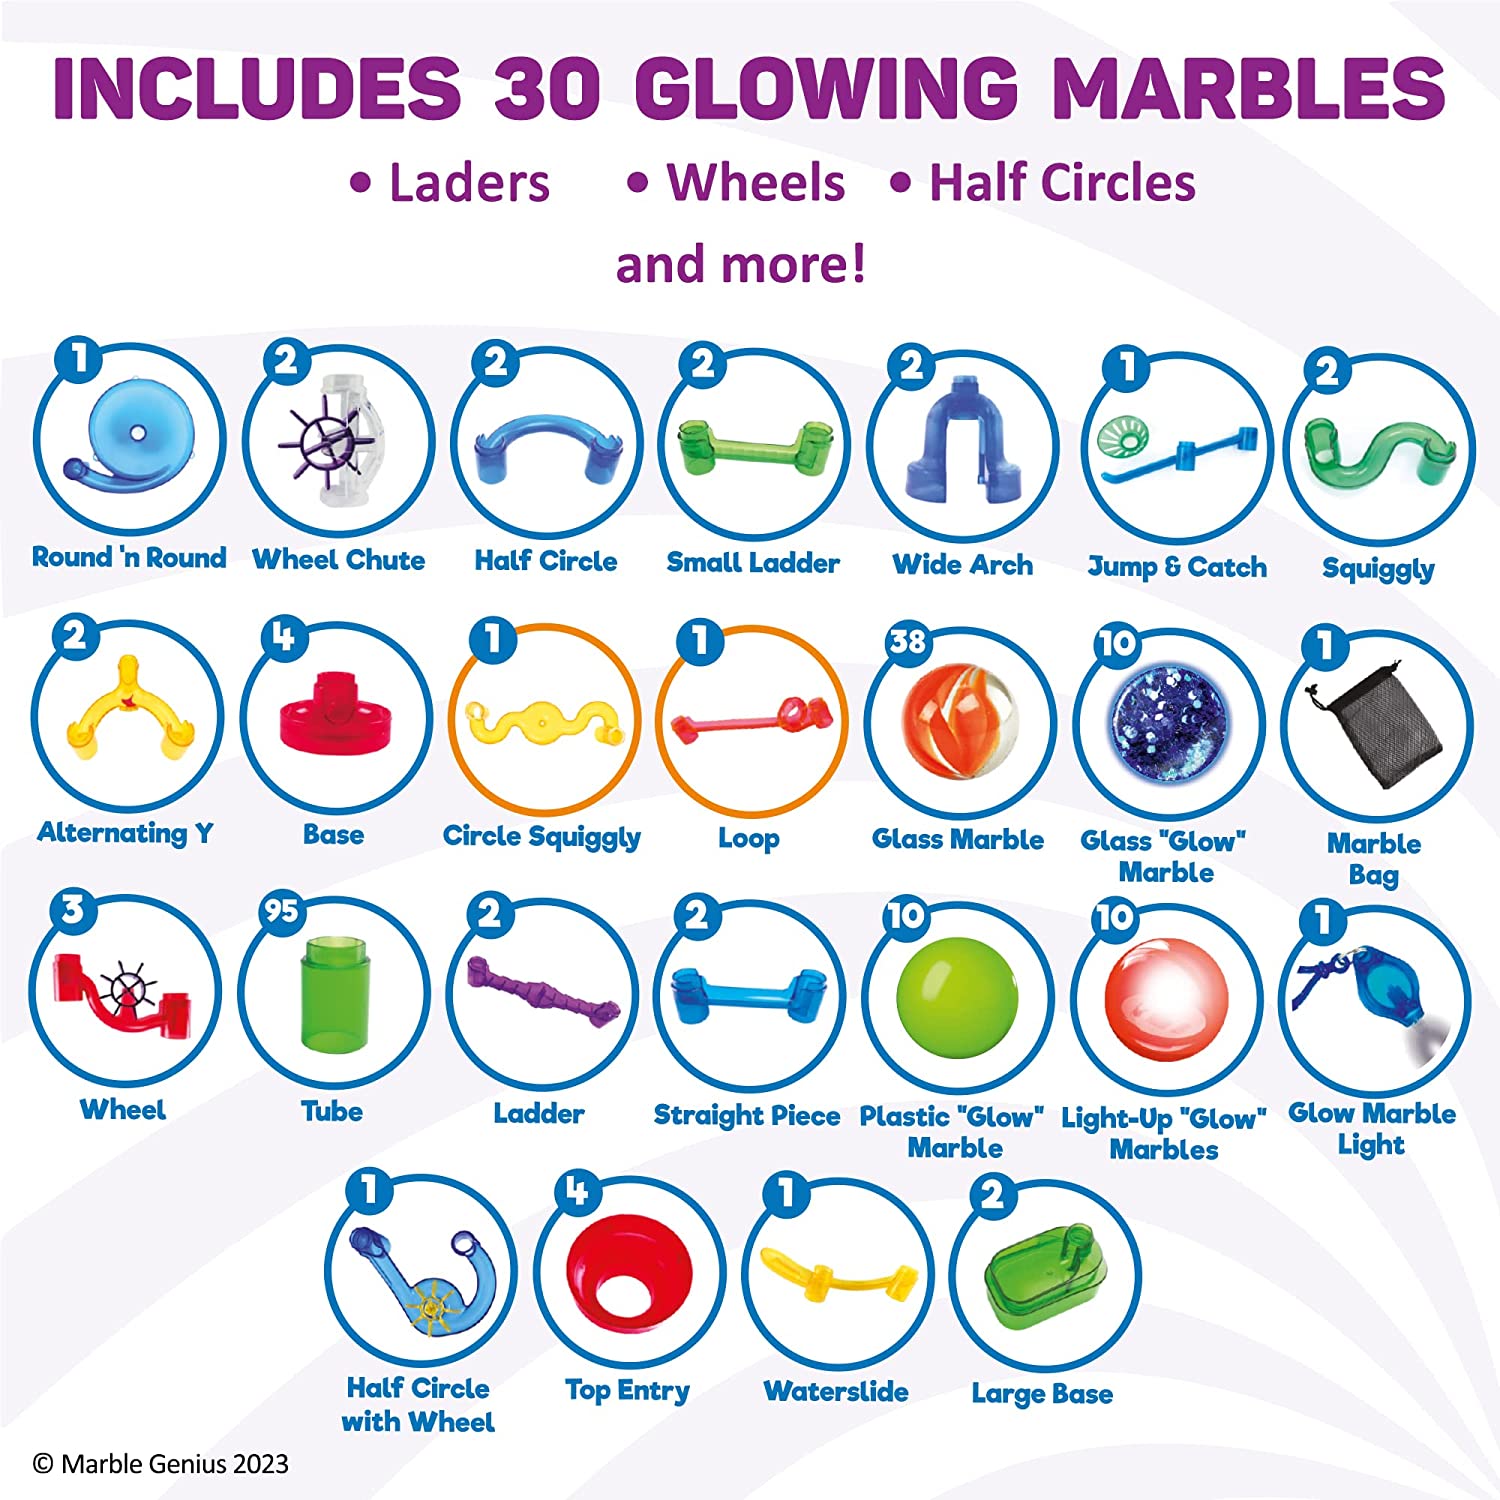 INCLUDES 30 GLOWING MARBLES
• Laders • Wheels • Half Circles
and more!
1 2 2 2 2 1 2
Round 'n Round Wheel Chute Half Circle Small Ladder Wide Arch Jump & Catch Squiggly
2 4 1 1 38 10 1
Alternating Y Base Circle Squiggly Loop Glass Marble Glass "Glow" Marble Marble Bag
3 95 2 2 10 10 1
Wheel Tube Ladder Straight Piece Plastic "Glow" Marble Light-Up "Glow" Marbles Glow Marble Light
1 4 1 2
Half Circle with Wheel Top Entry Waterslide Large Base
© Marble Genius 2023